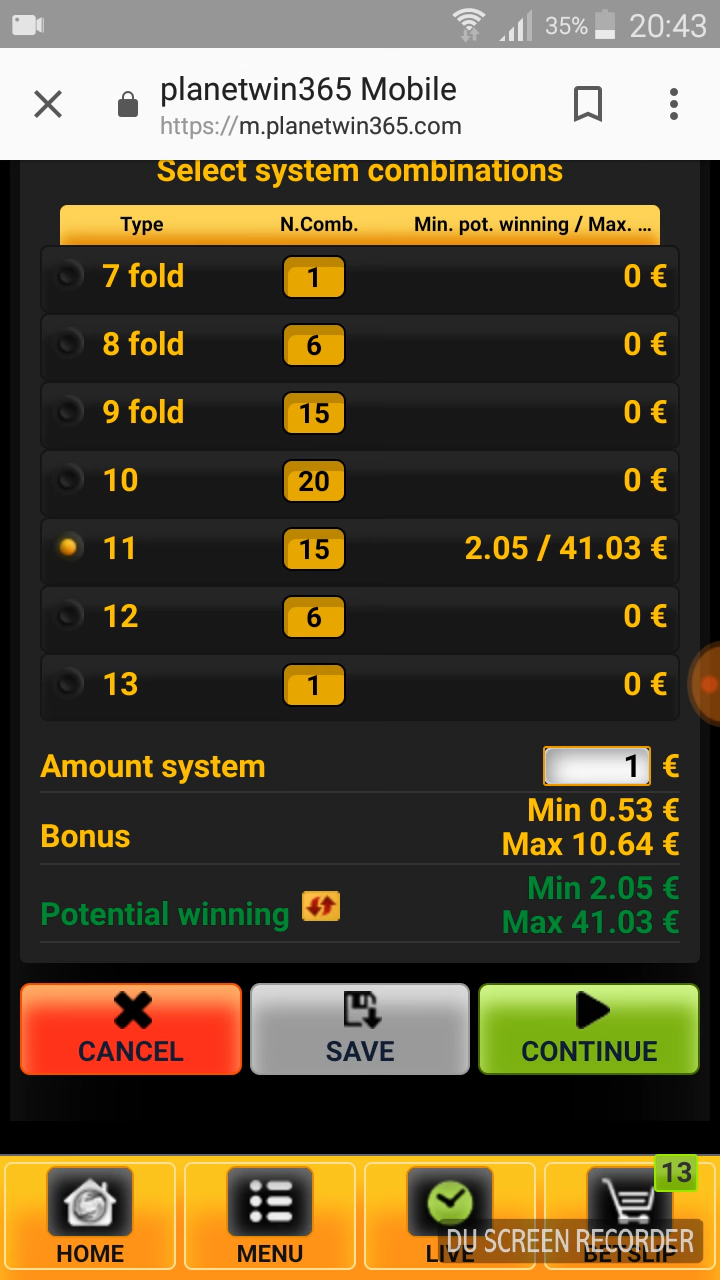 35% 20:43
planetwin365 Mobile
https://m.planetwin365.com
Select system combinations
Type N.Comb. Min. pot. winning / Max. ...
7 fold 1 0 €
8 fold 6 0 €
9 fold 15 0 €
10 20 0 €
11 15 2.05 / 41.03 €
12 6 0 €
13 1 0 €
Amount system 1 €
Bonus Min 0.53 €
Max 10.64 €
Potential winning Min 2.05 €
Max 41.03 €
CANCEL SAVE CONTINUE
13
HOME MENU LIVE BETSLIP
DU SCREEN RECORDER